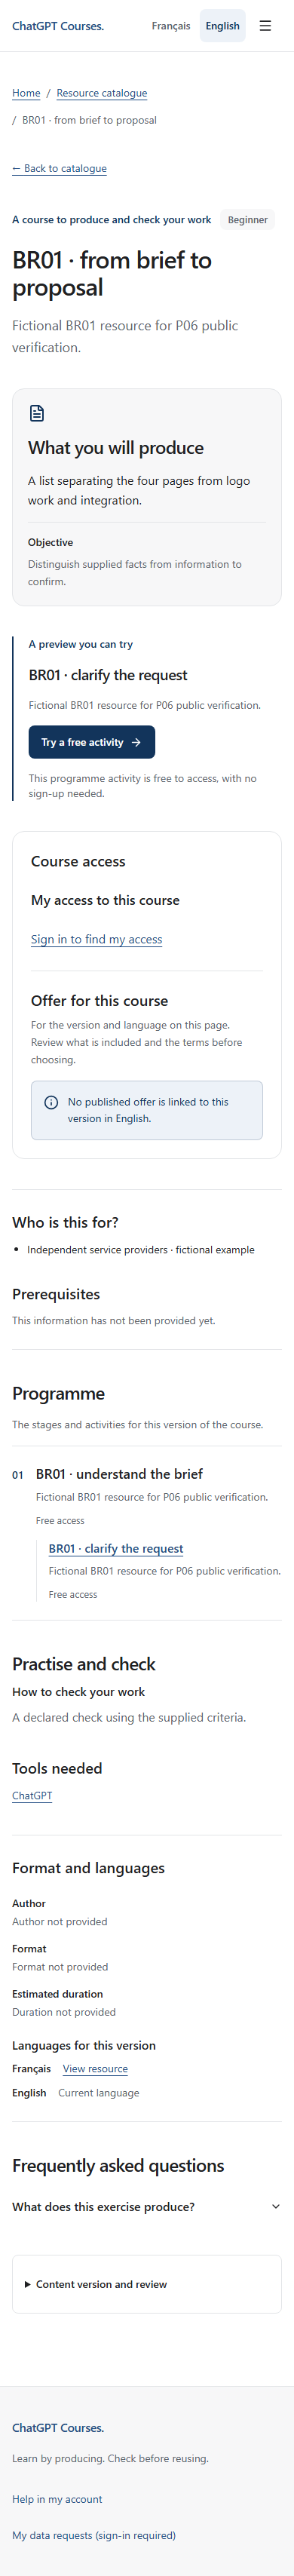 ChatGPT Courses.
Français
English
Home / Resource catalogue
/ BR01 · from brief to proposal
← Back to catalogue
A course to produce and check your work
Beginner
BR01 · from brief to
proposal
Fictional BR01 resource for P06 public
verification.
What you will produce
A list separating the four pages from logo
work and integration.
Objective
Distinguish supplied facts from information to
confirm.
A preview you can try
BR01 · clarify the request
Fictional BR01 resource for P06 public verification.
Try a free activity →
This programme activity is free to access, with no
sign-up needed.
Course access
My access to this course
Sign in to find my access
Offer for this course
For the version and language on this page.
Review what is included and the terms before
choosing.
No published offer is linked to this
version in English.
Who is this for?
• Independent service providers · fictional example
Prerequisites
This information has not been provided yet.
Programme
The stages and activities for this version of the course.
01 BR01 · understand the brief
Fictional BR01 resource for P06 public verification.
Free access
BR01 · clarify the request
Fictional BR01 resource for P06 public verification.
Free access
Practise and check
How to check your work
A declared check using the supplied criteria.
Tools needed
ChatGPT
Format and languages
Author
Author not provided
Format
Format not provided
Estimated duration
Duration not provided
Languages for this version
Français View resource
English Current language
Frequently asked questions
What does this exercise produce?
Content version and review
ChatGPT Courses.
Learn by producing. Check before reusing.
Help in my account
My data requests (sign-in required)